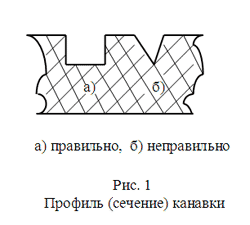 а) б)
а) правильно, б) неправильно
Рис. 1
Профиль (сечение) канавки